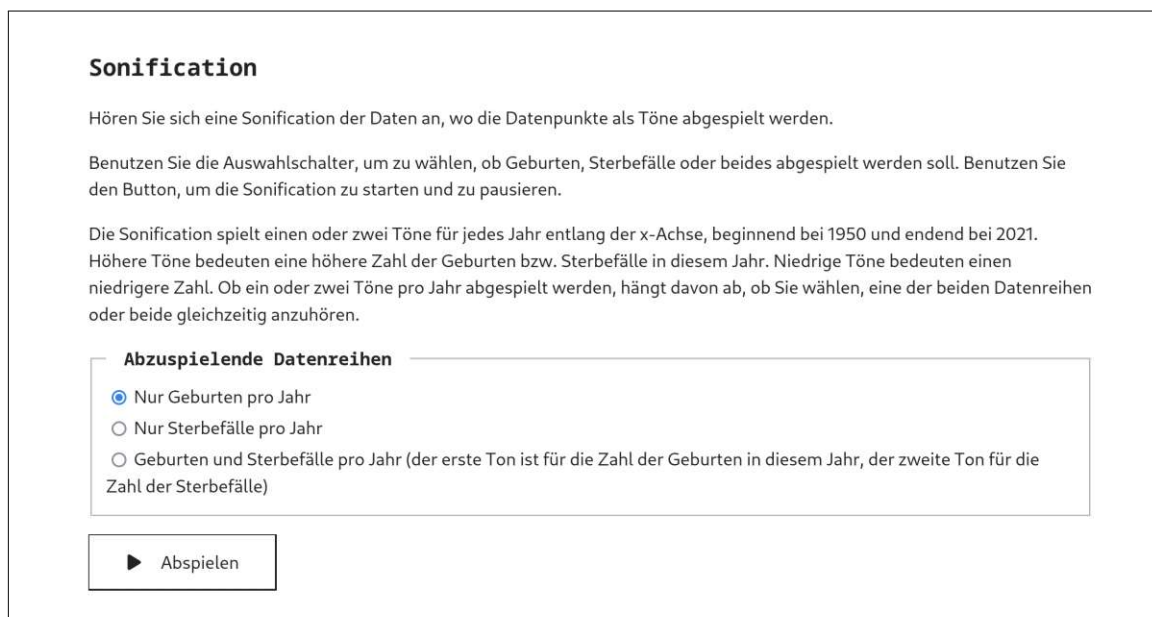 Sonification
Hören Sie sich eine Sonification der Daten an, wo die Datenpunkte als Töne abgespielt werden.
Benutzen Sie die Auswahlschalter, um zu wählen, ob Geburten, Sterbefälle oder beides abgespielt werden soll. Benutzen Sie
den Button, um die Sonification zu starten und zu pausieren.
Die Sonification spielt einen oder zwei Töne für jedes Jahr entlang der x-Achse, beginnend bei 1950 und endend bei 2021.
Höhere Töne bedeuten eine höhere Zahl der Geburten bzw. Sterbefälle in diesem Jahr. Niedrige Töne bedeuten einen
niedrigere Zahl. Ob ein oder zwei Töne pro Jahr abgespielt werden, hängt davon ab, ob Sie wählen, eine der beiden Datenreihen
oder beide gleichzeitig anzuhören.
Abzuspielende Datenreihen
Nur Geburten pro Jahr
Nur Sterbefälle pro Jahr
Geburten und Sterbefälle pro Jahr (der erste Ton ist für die Zahl der Geburten in diesem Jahr, der zweite Ton für die
Zahl der Sterbefälle)
Abspielen